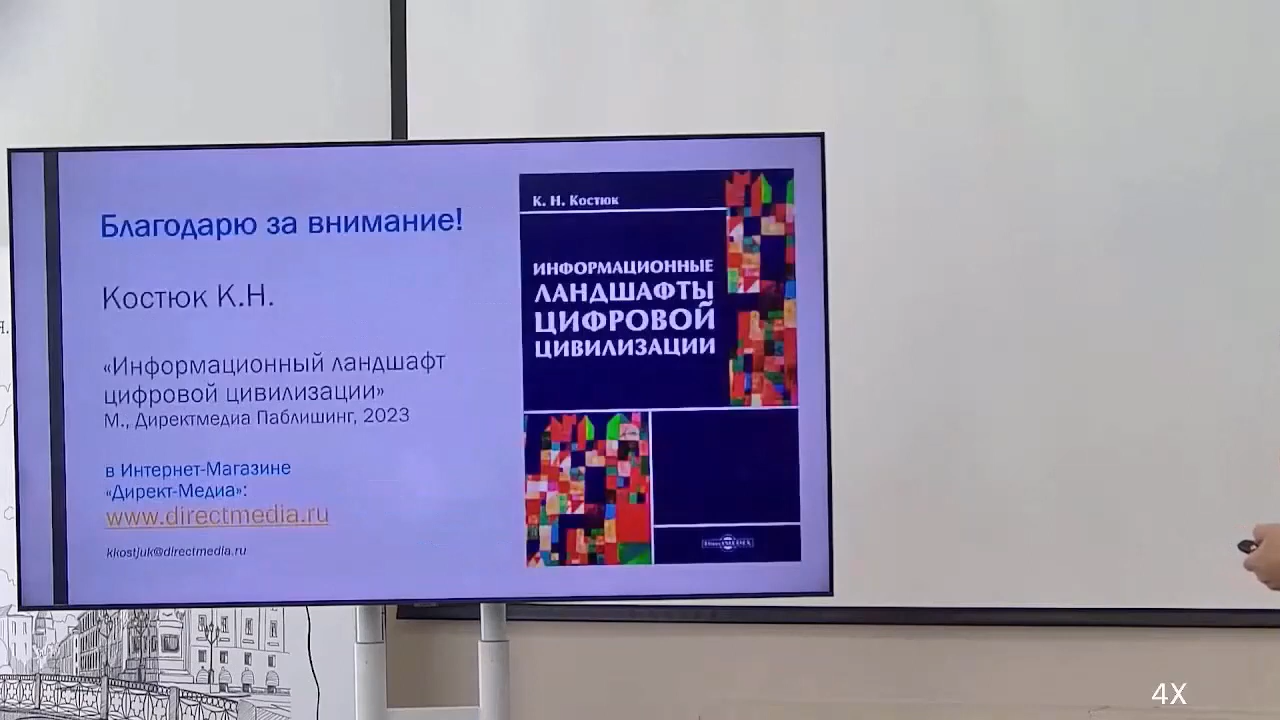 Благодарю за внимание!
Костюк К.Н.
«Информационный ландшафт
цифровой цивилизации»
М., Директмедиа Паблишинг, 2023
в Интернет-Магазине
«Директ-Медиа»:
www.directmedia.ru
kkostjuk@directmedia.ru
К. Н. Костюк
ИНФОРМАЦИОННЫЕ
ЛАНДШАФТЫ
ЦИФРОВОЙ
ЦИВИЛИЗАЦИИ
4X